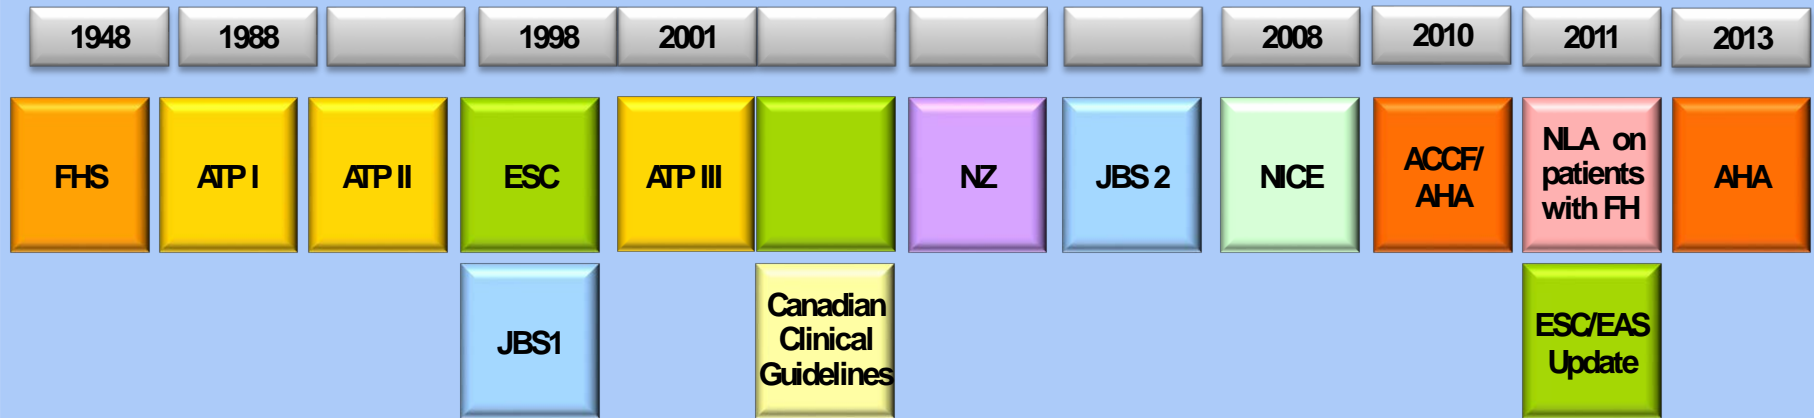 1948 1988 1998 2001 2008 2010 2011 2013
FHS ATP I ATP II ESC ATP III NZ JBS 2 NICE ACCF/
AHA NLA on
patients
with FH AHA
JBS1 Canadian
Clinical
Guidelines ESC/EAS
Update